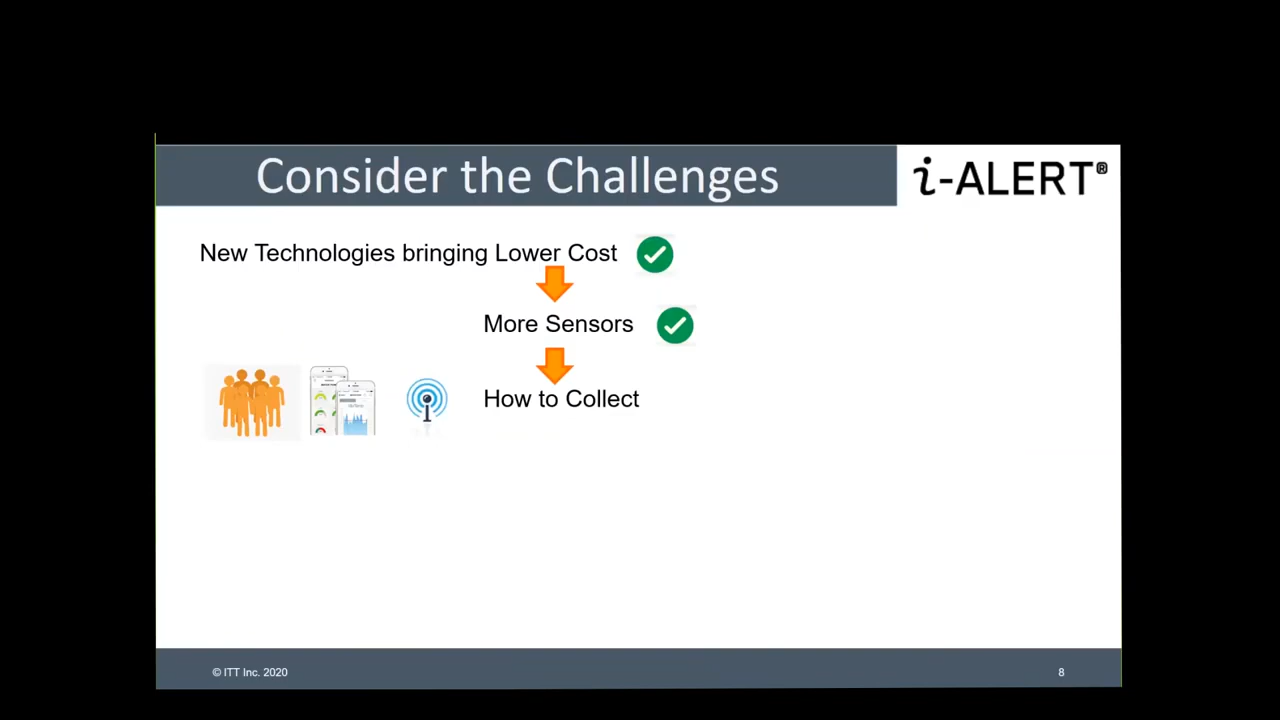 Consider the Challenges
i-ALERT®
New Technologies bringing Lower Cost
More Sensors
How to Collect
© ITT Inc. 2020
8